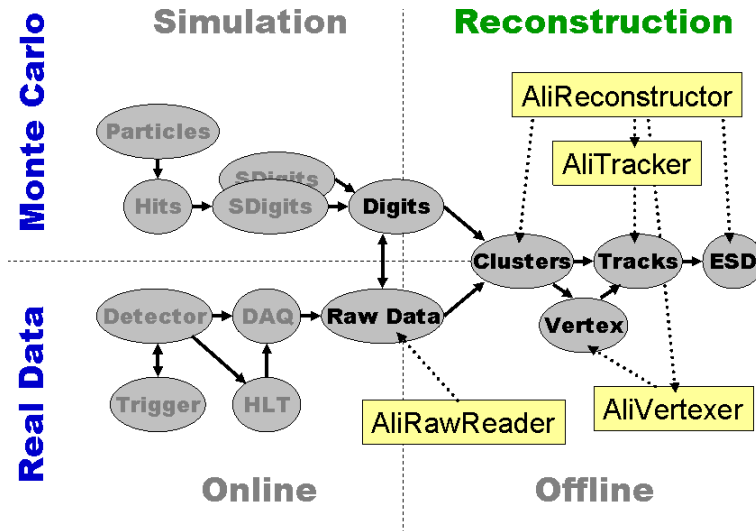 Simulation
Reconstruction
Monte Carlo
AliReconstructor
Particles
AliTracker
SDigits
Hits
SDigits
Digits
Clusters
Tracks
ESD
Real Data
Detector
DAQ
Raw Data
Vertex
Trigger
HLT
AliRawReader
AliVertexer
Online
Offline